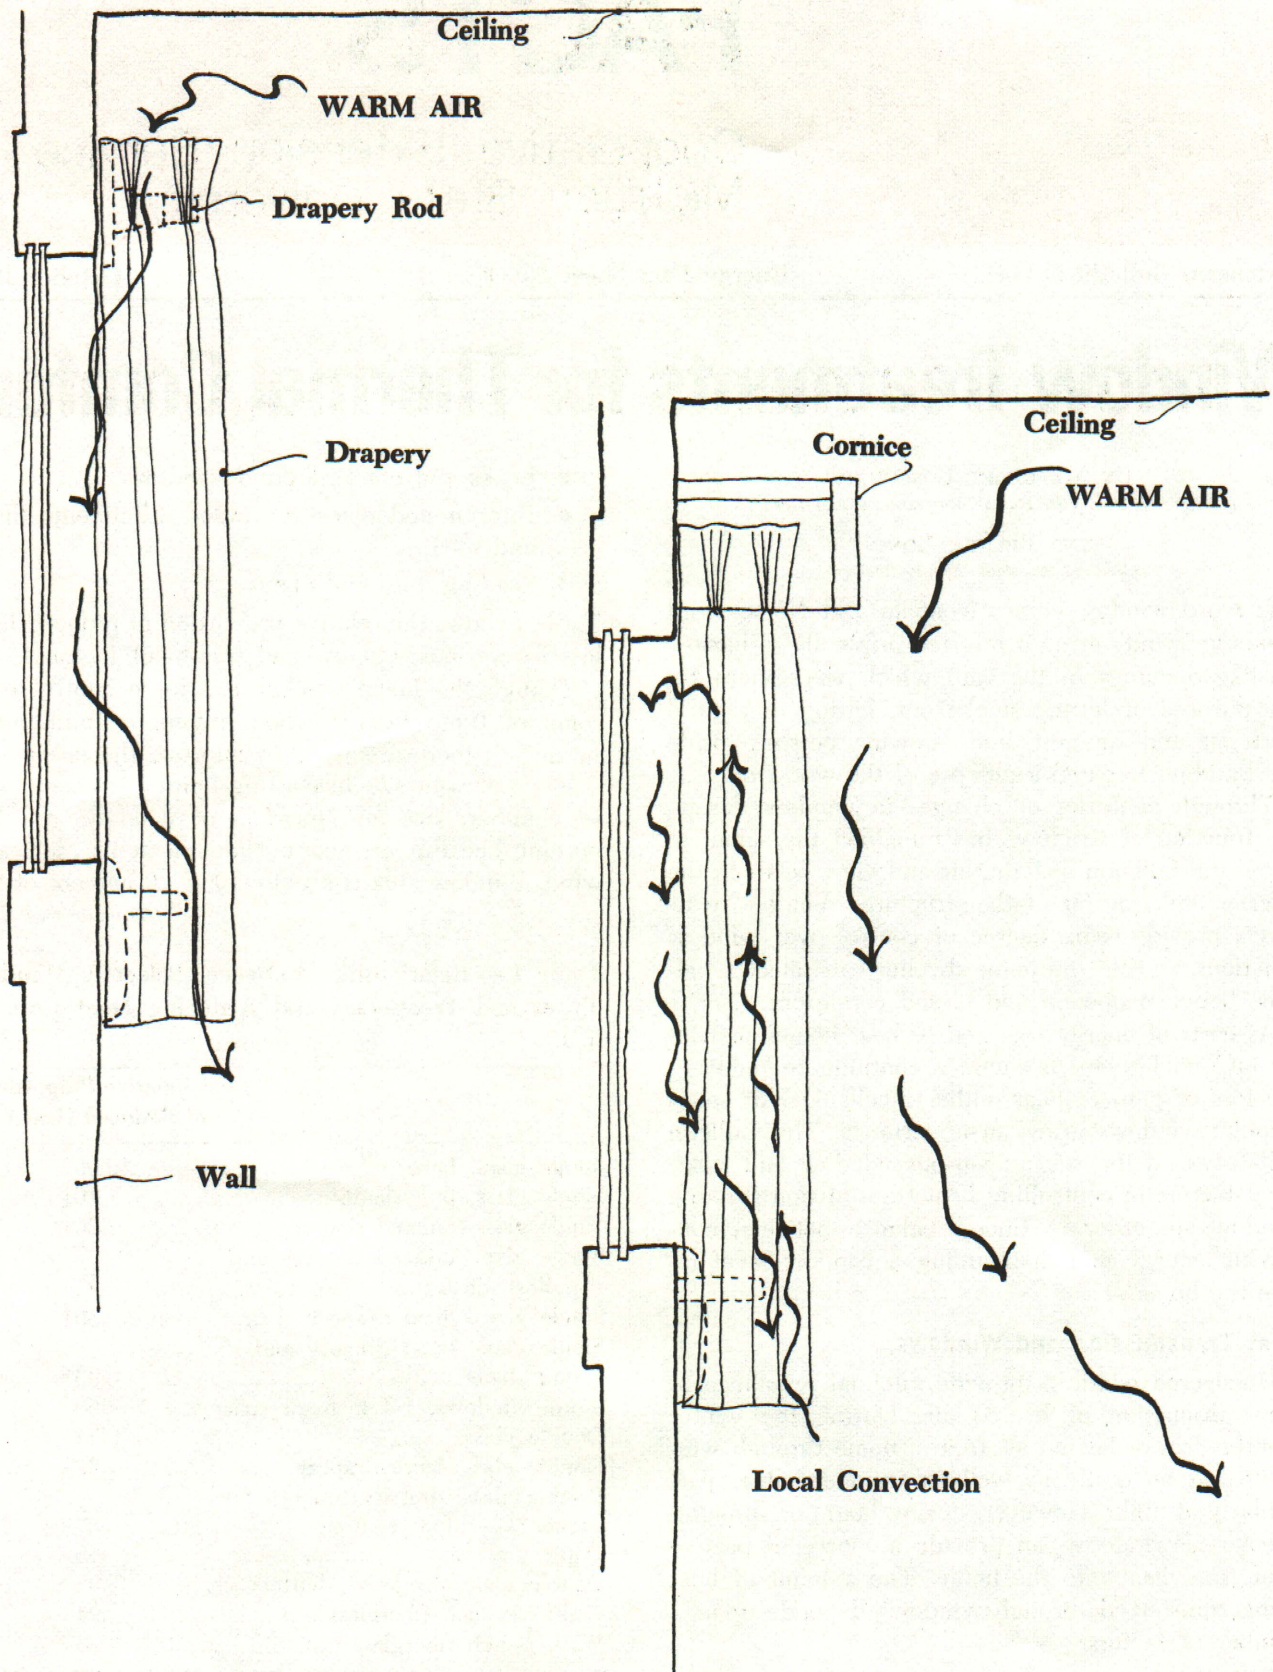 Ceiling
WARM AIR
Drapery Rod
Drapery
Wall
Ceiling
Cornice
WARM AIR
Local Convection